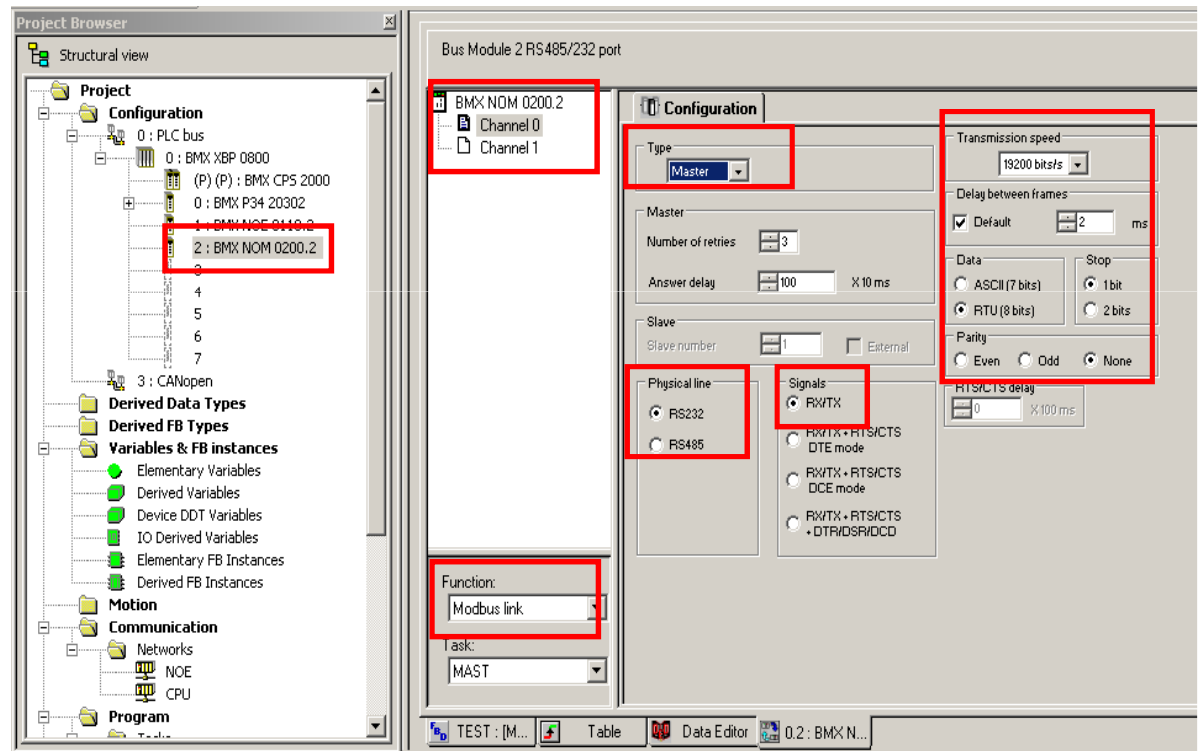 Project Browser
Structural view
Project
Configuration
0 : PLC bus
0 : BMX XBP 0800
(P) (P) : BMX CPS 2000
0 : BMX P34 20302
1 : BMX NOE 0110.2
2 : BMX NOM 0200.2
3
4
5
6
7
3 : CANopen
Derived Data Types
Derived FB Types
Variables & FB instances
Elementary Variables
Derived Variables
Device DDT Variables
IO Derived Variables
Elementary FB Instances
Derived FB Instances
Motion
Communication
Networks
NOE
CPU
Program
Tasks
Bus Module 2 RS485/232 port
BMX NOM 0200.2
Channel 0
Channel 1
Function:
Modbus link
Task:
MAST
Configuration
Type
Master
Master
Number of retries 3
Answer delay 100 X 10 ms
Slave
Slave number 1 External
Physical line
RS232
RS485
Signals
RX/TX
RX/TX + RTS/CTS
DTE mode
RX/TX + RTS/CTS
DCE mode
RX/TX + RTS/CTS
+ DTR/DSR/DCD
Transmission speed
19200 bits/s
Delay between frames
Default 2 ms
Data
ASCII (7 bits)
RTU (8 bits)
Stop
1 bit
2 bits
Parity
Even Odd None
RTS/CTS delay
0 X 100 ms
TEST : [M... Table Data Editor 0.2 : BMX N...